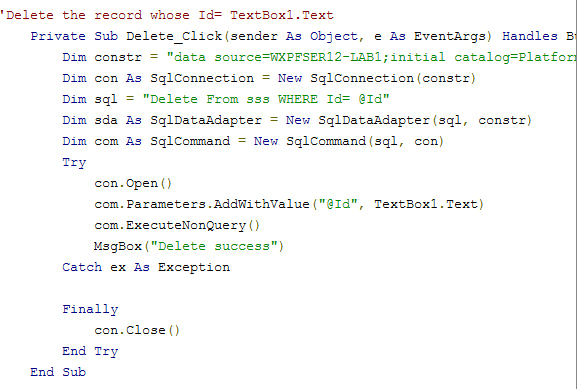 'Delete the record whose Id= TextBox1.Text
Private Sub Delete_Click(sender As Object, e As EventArgs) Handles
Dim constr = "data source=WXPFSER12-LAB1;initial catalog=Platfor
Dim con As SqlConnection = New SqlConnection(constr)
Dim sql = "Delete From sss WHERE Id= @Id"
Dim sda As SqlDataAdapter = New SqlDataAdapter(sql, constr)
Dim com As SqlCommand = New SqlCommand(sql, con)
Try
con.Open()
com.Parameters.AddWithValue("@Id", TextBox1.Text)
com.ExecuteNonQuery()
MsgBox("Delete success")
Catch ex As Exception
Finally
con.Close()
End Try
End Sub